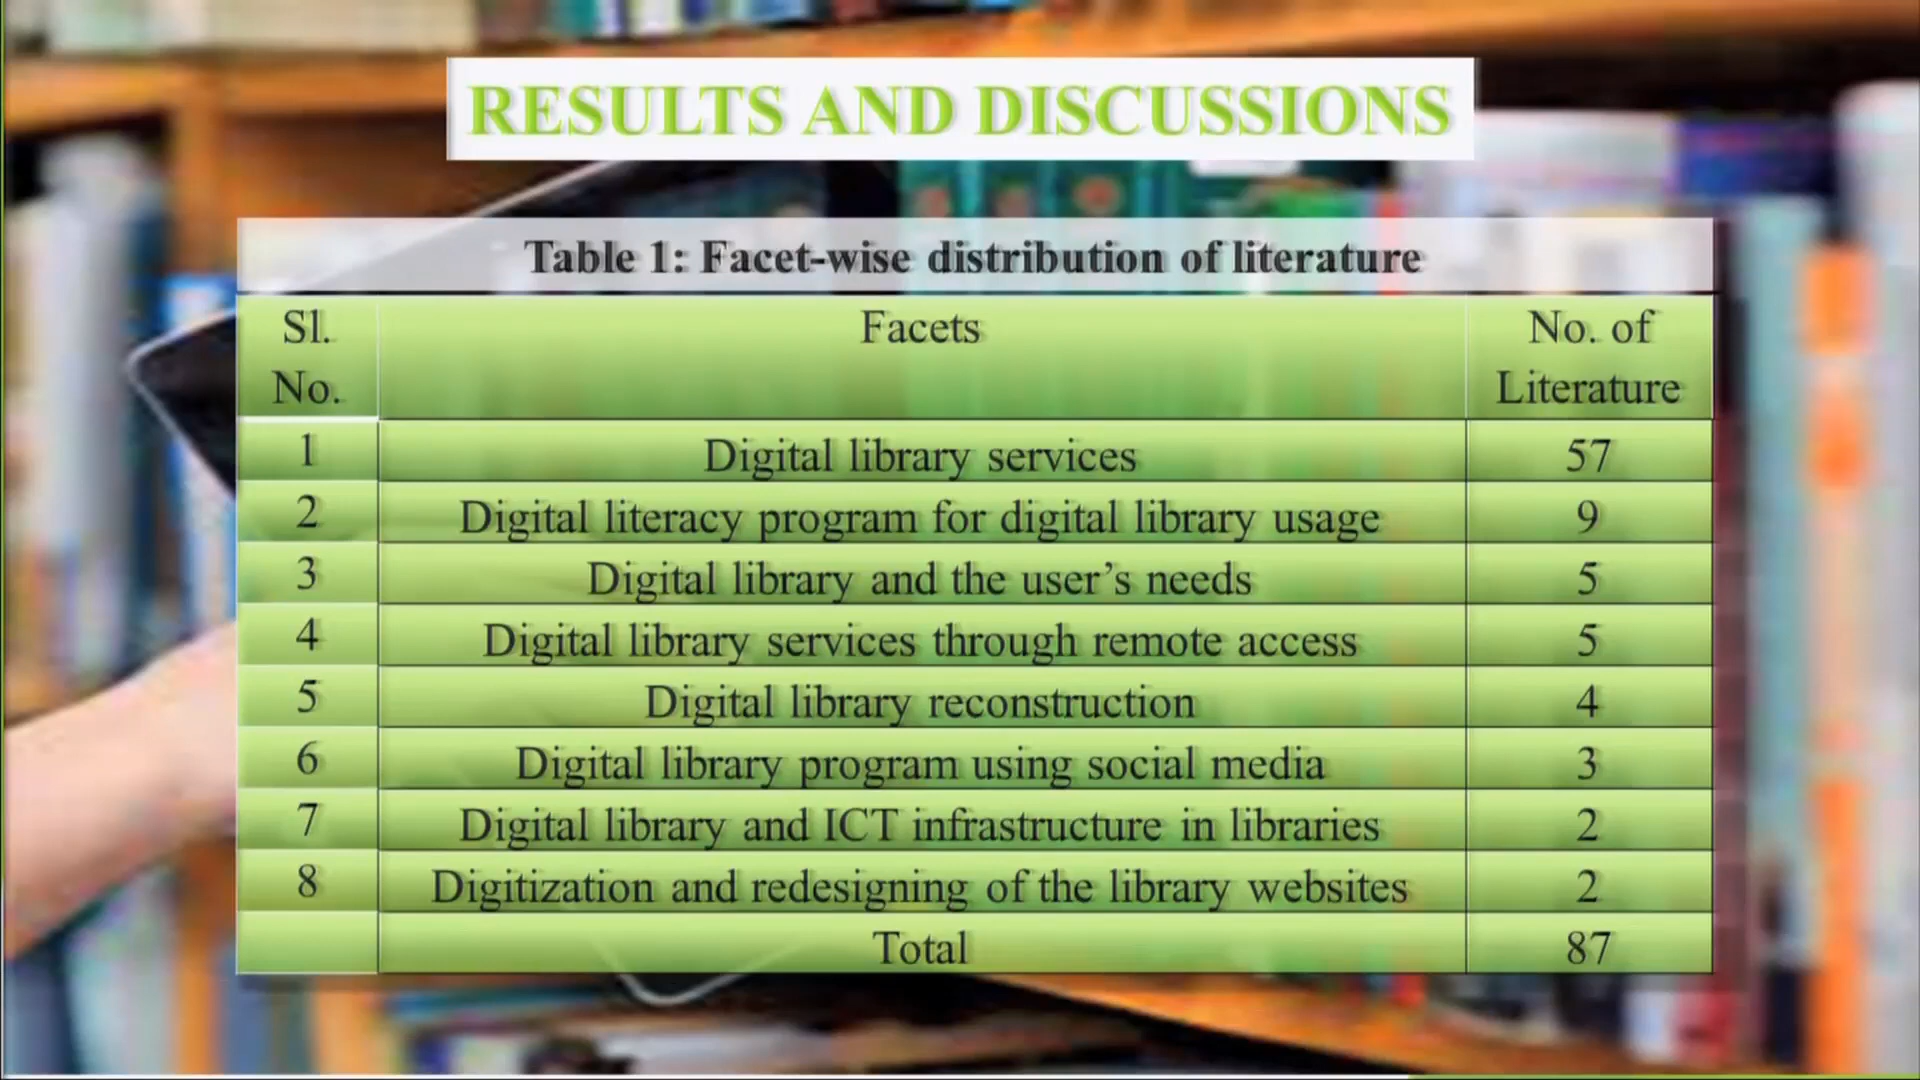 RESULTS AND DISCUSSIONS
Table 1: Facet-wise distribution of literature
Sl. No. Facets No. of Literature
1 Digital library services 57
2 Digital literacy program for digital library usage 9
3 Digital library and the user’s needs 5
4 Digital library services through remote access 5
5 Digital library reconstruction 4
6 Digital library program using social media 3
7 Digital library and ICT infrastructure in libraries 2
8 Digitization and redesigning of the library websites 2
Total 87